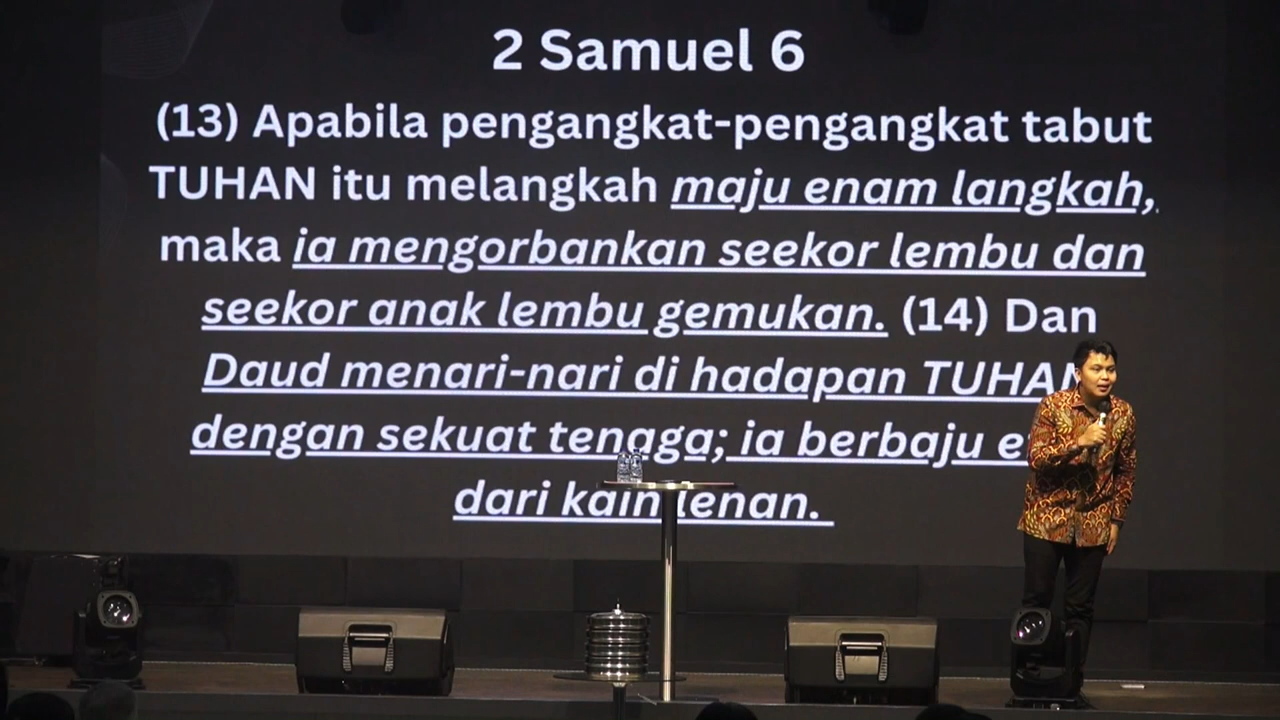 2 Samuel 6
(13) Apabila pengangkat-pengangkat tabut
TUHAN itu melangkah maju enam langkah,
maka ia mengorbankan seekor lembu dan
seekor anak lembu gemukan. (14) Dan
Daud menari-nari di hadapan TUHAN
dengan sekuat tenaga; ia berbaju
dari kain lenan.